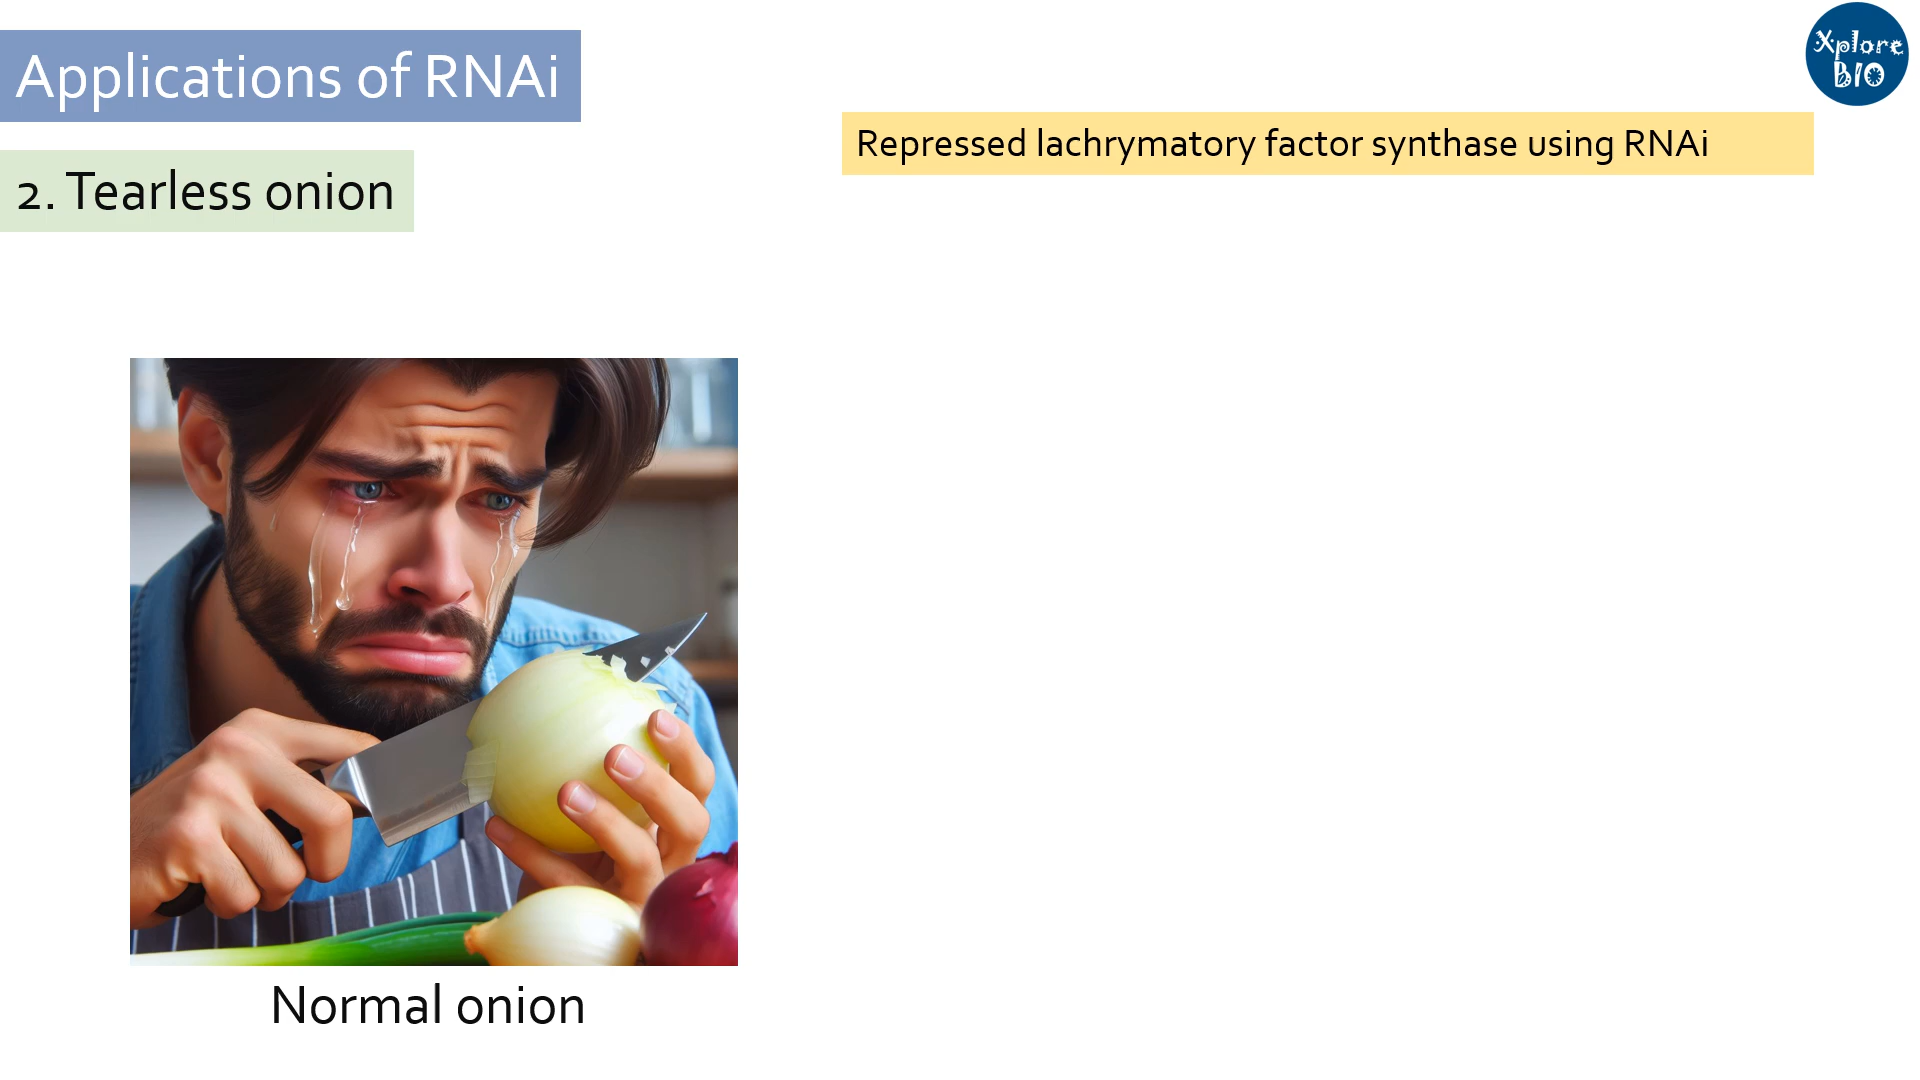 Applications of RNAi
Xplore
BIO
Repressed lachrymatory factor synthase using RNAi
2. Tearless onion
Normal onion